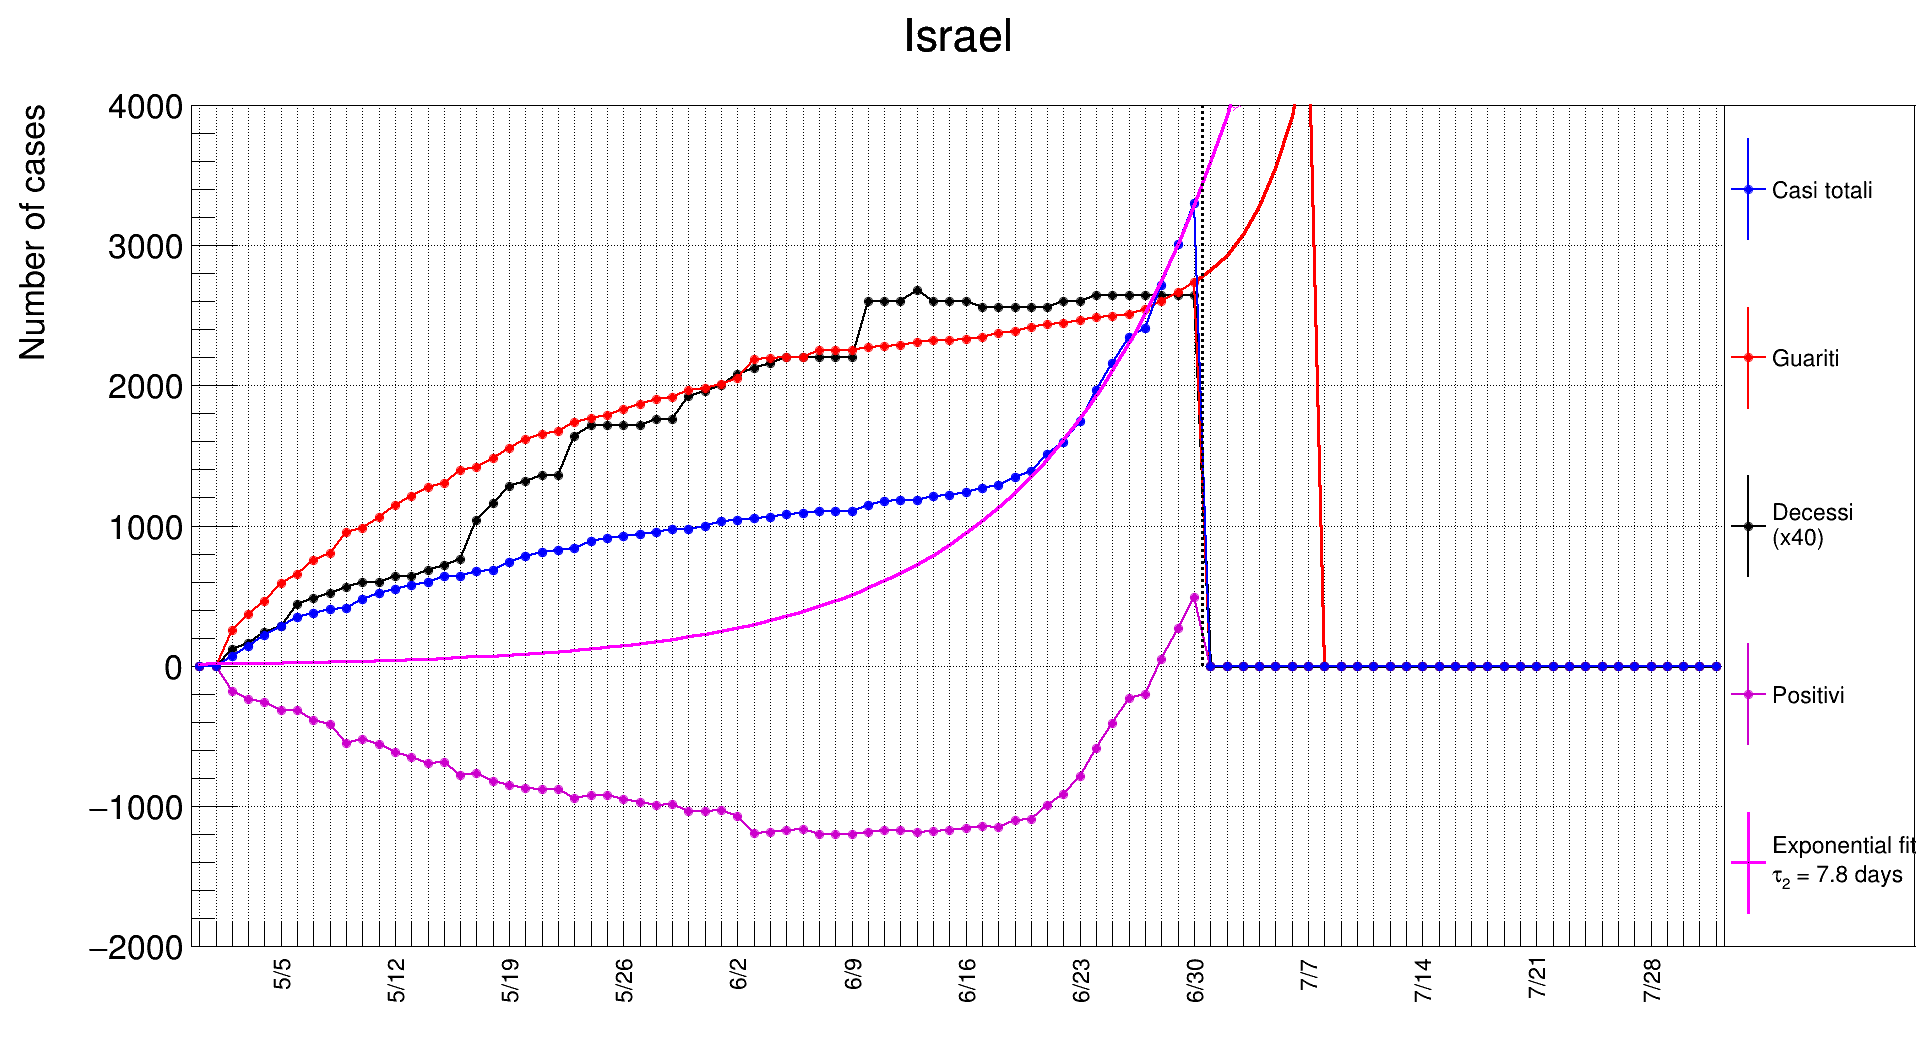 Israel
Number of cases
4000
3000
2000
1000
0
−1000
−2000
5/5
5/12
5/19
5/26
6/2
6/9
6/16
6/23
6/30
7/7
7/14
7/21
7/28
Casi totali
Guariti
Decessi
(x40)
Positivi
Exponential fit
τ2 = 7.8 days